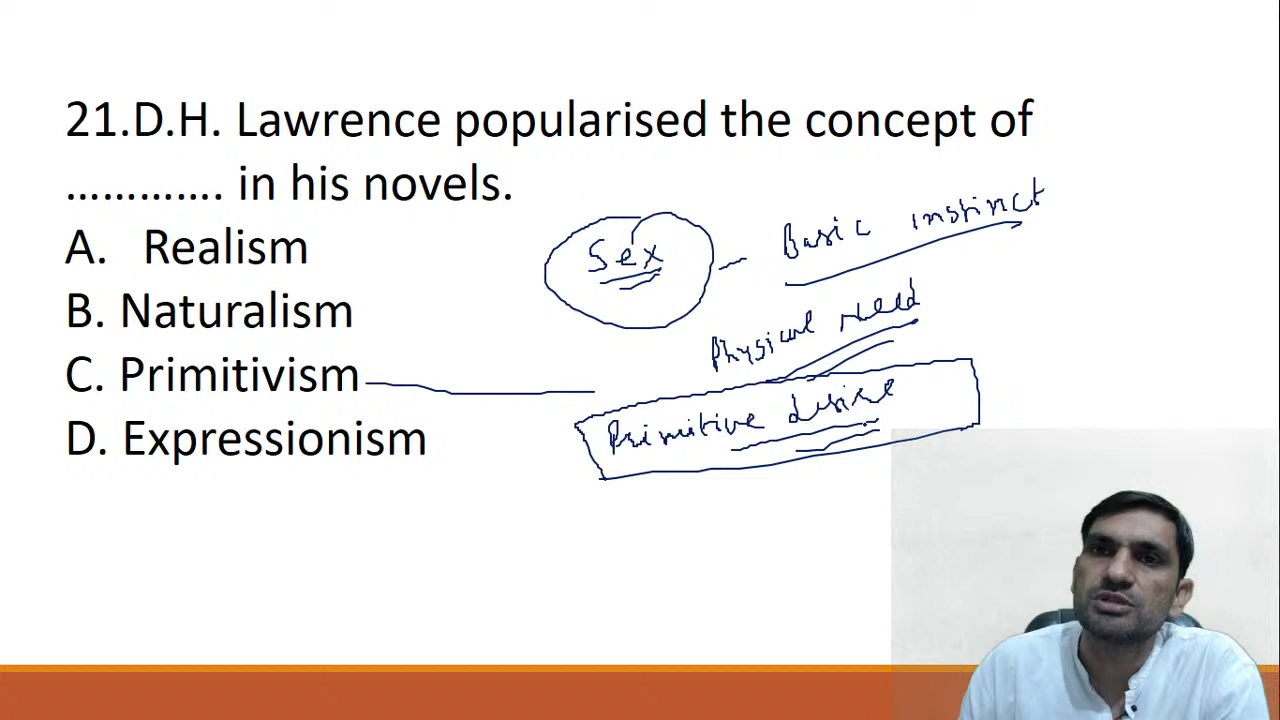 21.D.H. Lawrence popularised the concept of
…………. in his novels.
A. Realism
B. Naturalism
C. Primitivism
D. Expressionism
Sex - Basic instinct
Physical need
Primitive desire